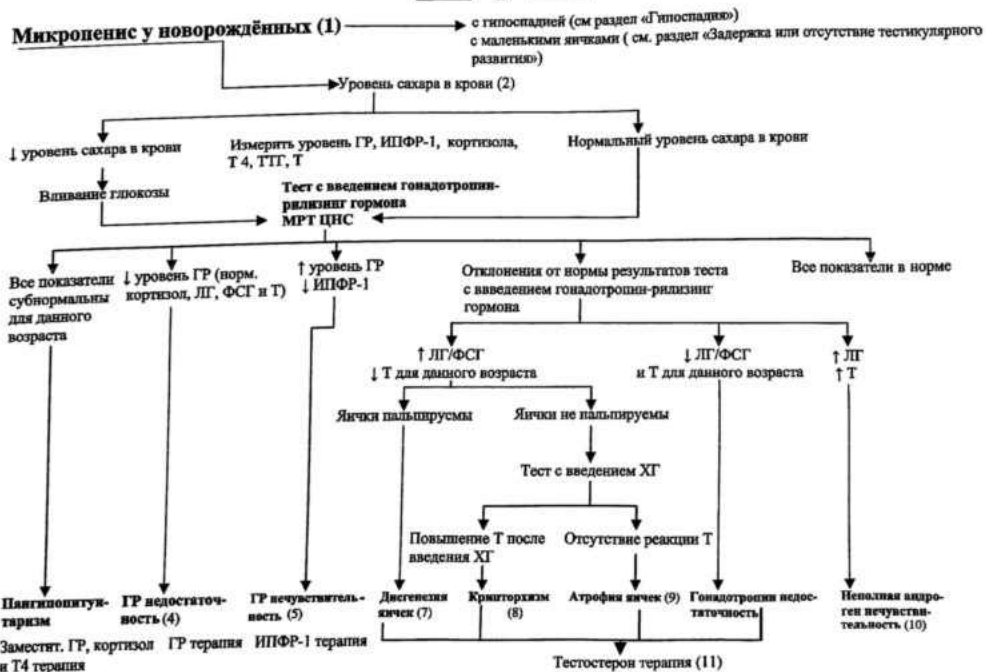 Микропенис у новорождённых (1)
с гипоспадией (см раздел «Гипоспадия»)
с маленькими яичками ( см. раздел «Задержка или отсутствие тестикулярного
развития»)
Уровень сахара в крови (2)
↓ уровень сахара в крови
Измерить уровень ГР, ИПФР-1, кортизола,
Т 4, ТТГ, Т
Нормальный уровень сахара в крови
Вливание глюкозы
Тест с введением гонадотропин-
рилизинг гормона
МРТ ЦНС
Все показатели
субнормальны
для данного
возраста
↓ уровень ГР (норм.
кортизол, ЛГ, ФСГ и Т)
↑ уровень ГР
↓ ИПФР-1
Отклонения от нормы результатов теста
с ввведением гонадотропин-рилизинг
гормона
Все показатели в норме
↑ ЛГ/ФСГ
↓ Т для данного возраста
↓ ЛГ/ФСГ
и Т для данного возраста
↑ ЛГ
↑ Т
Яички пальпируемы
Яички не пальпируемы
Тест с введением ХГ
Повышение Т после
введения ХГ
Отсутствие реакции Т
Пангипопитуи-
таризм
ГР недостаточ-
ность (4)
ГР нечувствитель-
ность (5)
Дисгенезия
яичек (7)
Крипторхизм
(8)
Атрофия яичек (9)
Гонадотропин недос-
таточность
Неполная андро-
ген нечувстви-
тельность (10)
Заместит. ГР, кортизол
и Т4 терапия
ГР терапия
ИПФР-1 терапия
Тестостерон терапия (11)